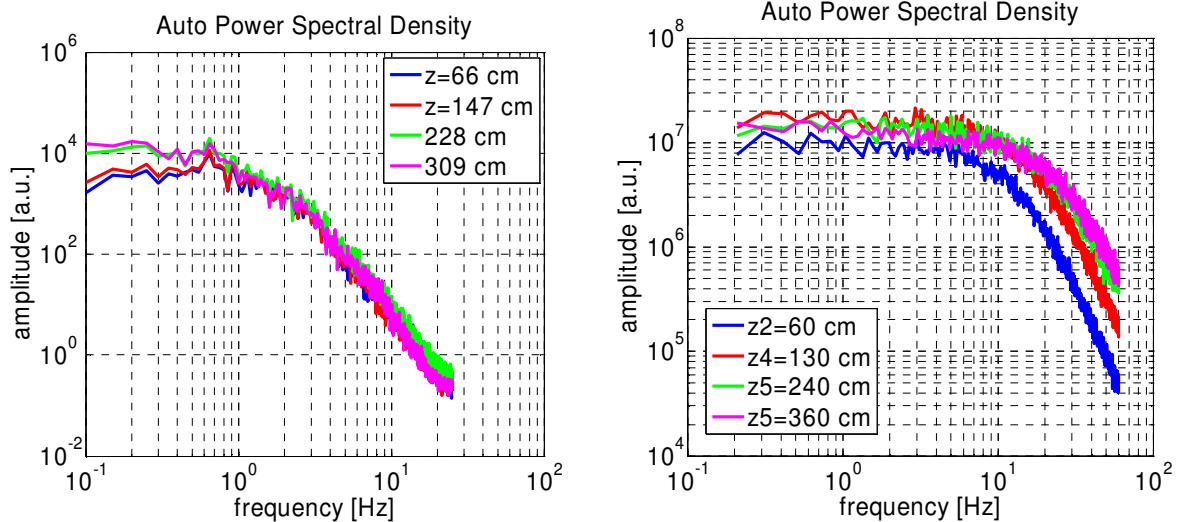 Auto Power Spectral Density
10^6
10^4
10^2
10^0
10^-2
amplitude [a.u.]
z=66 cm
z=147 cm
228 cm
309 cm
10^-1
10^0
10^1
10^2
frequency [Hz]
Auto Power Spectral Density
10^8
10^7
10^6
10^5
10^4
amplitude [a.u.]
z2=60 cm
z4=130 cm
z5=240 cm
z5=360 cm
10^-1
10^0
10^1
10^2
frequency [Hz]